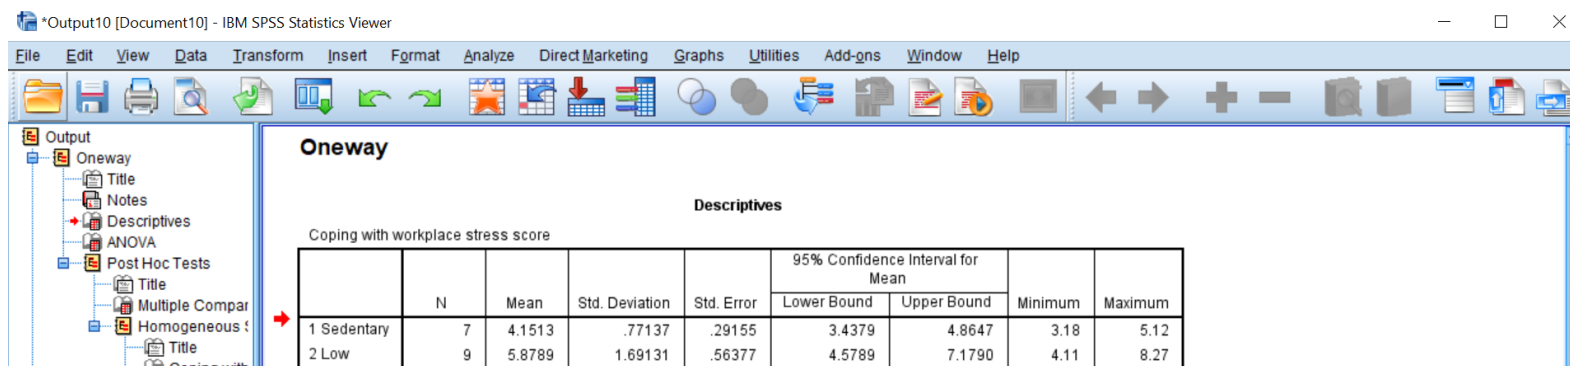 *Output10 [Document10] - IBM SPSS Statistics Viewer
File Edit View Data Transform Insert Format Analyze Direct Marketing Graphs Utilities Add-ons Window Help
Output
Oneway
Title
Notes
Descriptives
ANOVA
Post Hoc Tests
Title
Multiple Compar
Homogeneous S
Title
Oneway
Descriptives
Coping with workplace stress score
95% Confidence Interval for
Mean
N Mean Std. Deviation Std. Error Lower Bound Upper Bound Minimum Maximum
1 Sedentary 7 4.1513 .77137 .29155 3.4379 4.8647 3.18 5.12
2 Low 9 5.8789 1.69131 .56377 4.5789 7.1790 4.11 8.27